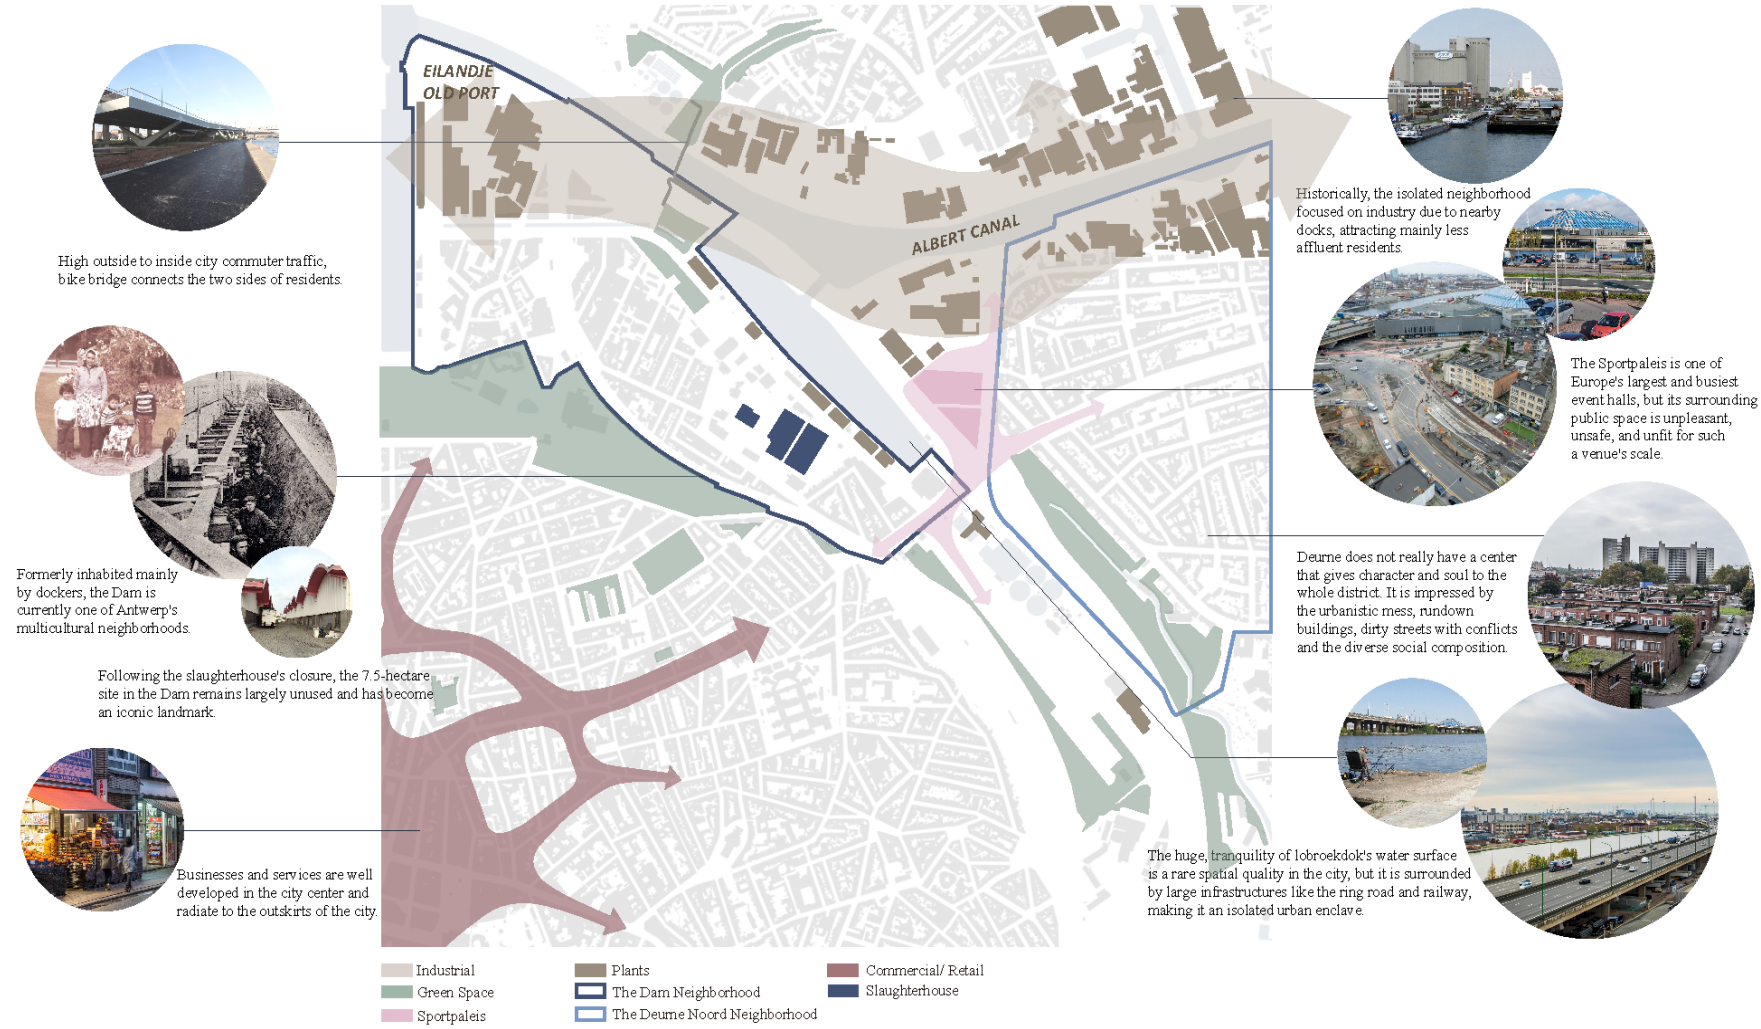 EILANDJE
OLD PORT
ALBERT CANAL
High outside to inside city commuter traffic,
bike bridge connects the two sides of residents.
Formerly inhabited mainly
by dockers, the Dam is
currently one of Antwerp's
multicultural neighborhoods.
Following the slaughterhouse's closure, the 7.5-hectare
site in the Dam remains largely unused and has become
an iconic landmark.
Businesses and services are well
developed in the city center and
radiate to the outskirts of the city.
Historically, the isolated neighborhood
focused on industry due to nearby
docks, attracting mainly less
affluent residents.
The Sportpaleis is one of
Europe's largest and busiest
event halls, but its surrounding
public space is unpleasant,
unsafe, and unfit for such
a venue's scale.
Deurne does not really have a center
that gives character and soul to the
whole district. It is impressed by
the urbanistic mess, rundown
buildings, dirty streets with conflicts
and the diverse social composition.
The huge, tranquility of lobroekdok's water surface
is a rare spatial quality in the city, but it is surrounded
by large infrastructures like the ring road and railway,
making it an isolated urban enclave.
Industrial
Green Space
Sportpaleis
Plants
The Dam Neighborhood
The Deurne Noord Neighborhood
Commercial/ Retail
Slaughterhouse